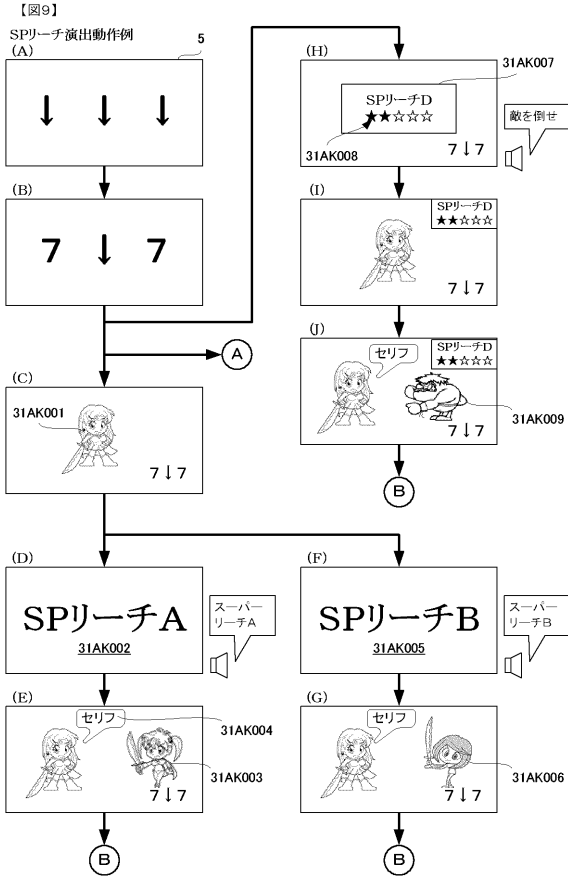 【図9】
SPリーチ演出動作例
(A)
5
↓ ↓ ↓
(B)
7 ↓ 7
A
(C)
31AK001
7↓7
(D)
SPリーチA
31AK002
スーパー
リーチA
(E)
セリフ
31AK004
31AK003
7↓7
B
(F)
SPリーチB
31AK005
スーパー
リーチB
(G)
セリフ
31AK006
7↓7
B
(H)
31AK007
SPリーチD
★★☆☆☆
31AK008
7↓7
敵を倒せ
(I)
SPリーチD
★★☆☆☆
7↓7
(J)
セリフ
SPリーチD
★★☆☆☆
31AK009
7↓7
B